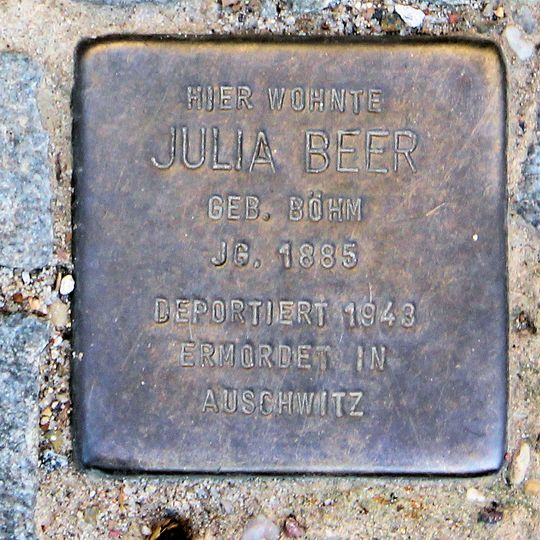 HIER WOHNTE
JULIA BEER
GEB. BÖHM
JG. 1885
DEPORTIERT 1943
ERMORDET IN
AUSCHWITZ